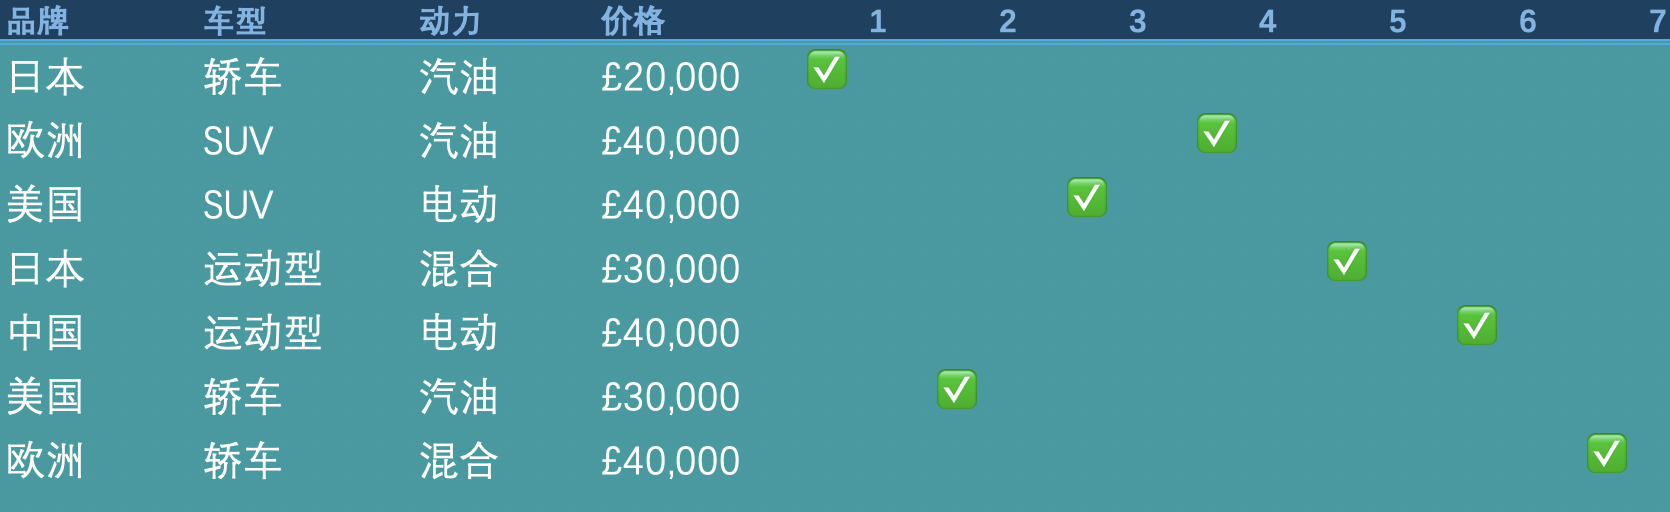 品牌 车型 动力 价格 1 2 3 4 5 6 7
日本 轿车 汽油 £20,000 ✅
欧洲 SUV 汽油 £40,000 ✅
美国 SUV 电动 £40,000 ✅
日本 运动型 混合 £30,000 ✅
中国 运动型 电动 £40,000 ✅
美国 轿车 汽油 £30,000 ✅
欧洲 轿车 混合 £40,000 ✅